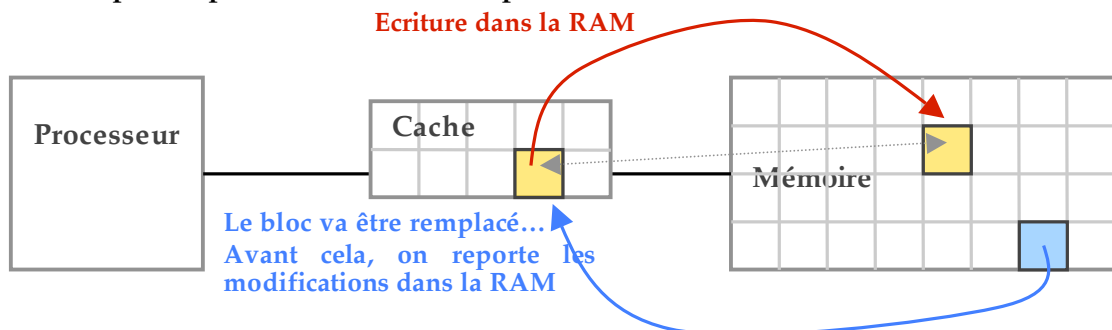 Ecriture dans la RAM
Processeur
Cache
Mémoire
Le bloc va être remplacé…
Avant cela, on reporte les
modifications dans la RAM